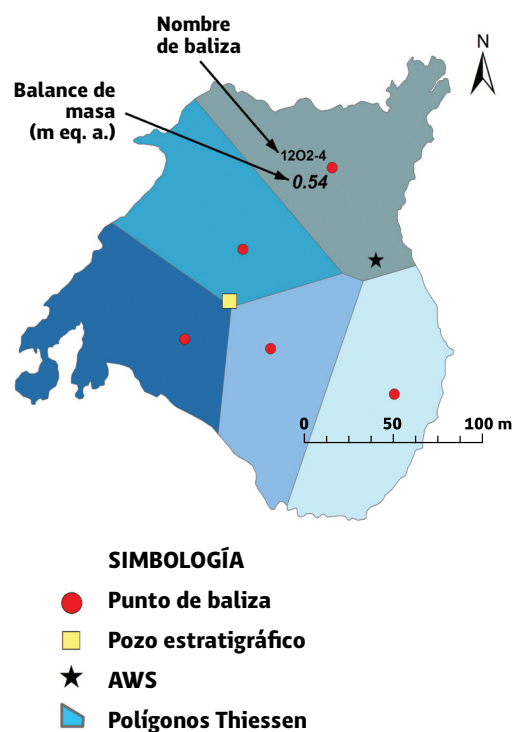 Nombre
de baliza
N
Balance de
masa
(m eq. a.)
12O2-4
0.54
0 50 100 m
SIMBOLOGÍA
Punto de baliza
Pozo estratigráfico
AWS
Polígonos Thiessen